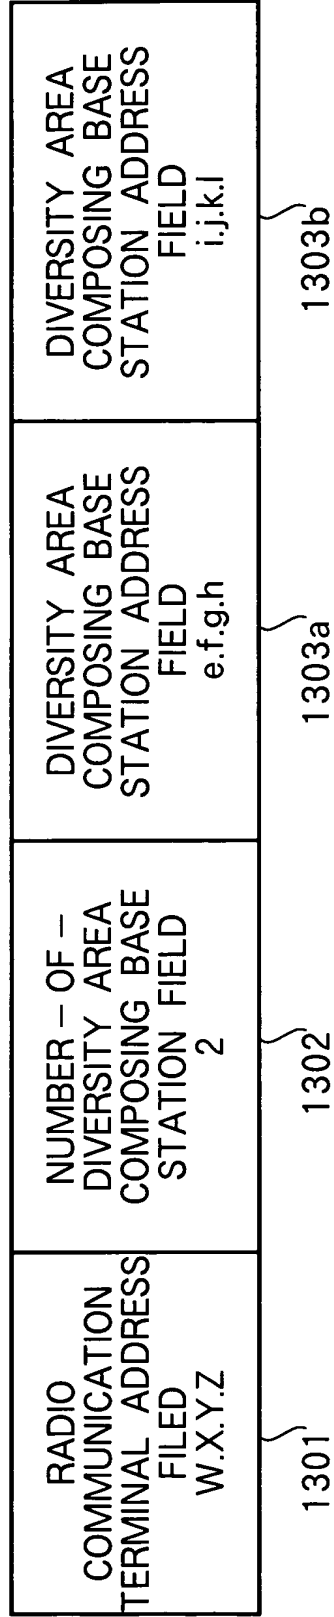 RADIO
COMMUNICATION
TERMINAL ADDRESS
FILED
W.X.Y.Z
NUMBER – OF –
DIVERSITY AREA
COMPOSING BASE
STATION FIELD
2
DIVERSITY AREA
COMPOSING BASE
STATION ADDRESS
FIELD
e.f.g.h
DIVERSITY AREA
COMPOSING BASE
STATION ADDRESS
FIELD
i.j.k.l
1301
1302
1303a
1303b